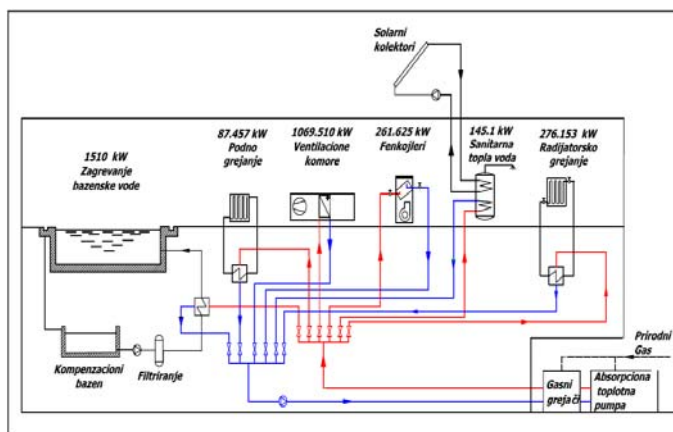 Solarni
kolektori
1510 kW
Zagrevanje
bazenske vode
87.457 kW
Podno
grejanje
1069.510 kW
Ventilacione
komore
261.625 kW
Fenkojleri
145.1 kW
Sanitarna
topla voda
276.153 kW
Radijatorsko
grejanje
Kompenzacioni
bazen
Filtriranje
Prirodni
Gas
Gasni
grejači
Absorpciona
toplotna
pumpa